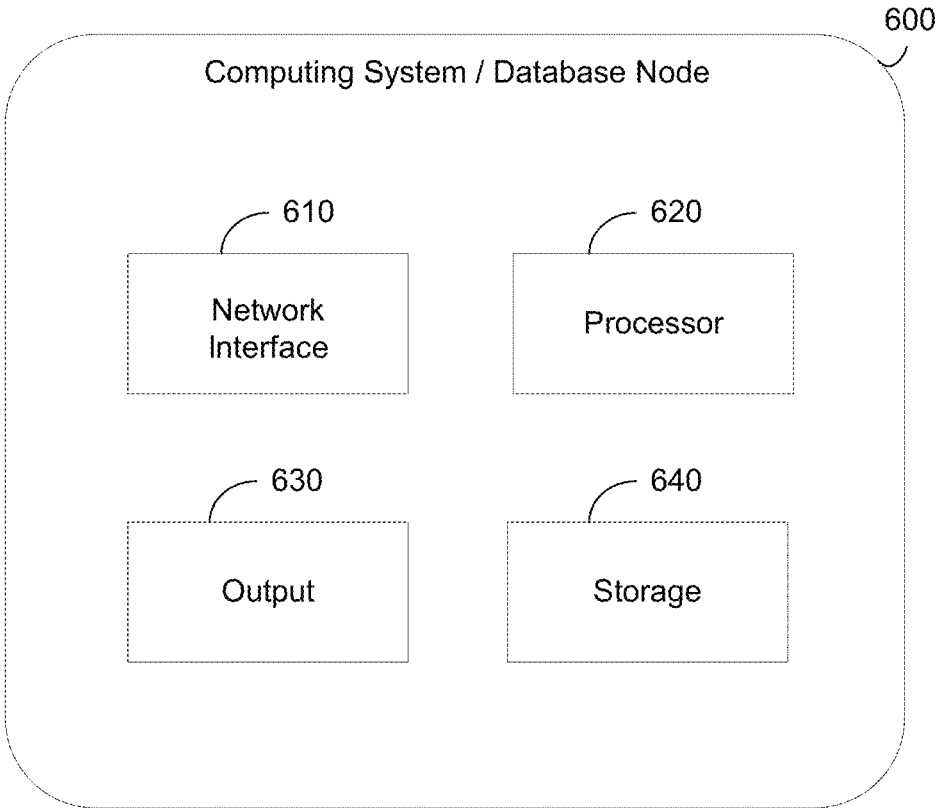 600
Computing System / Database Node
610
620
Network
Interface
Processor
630
640
Output
Storage